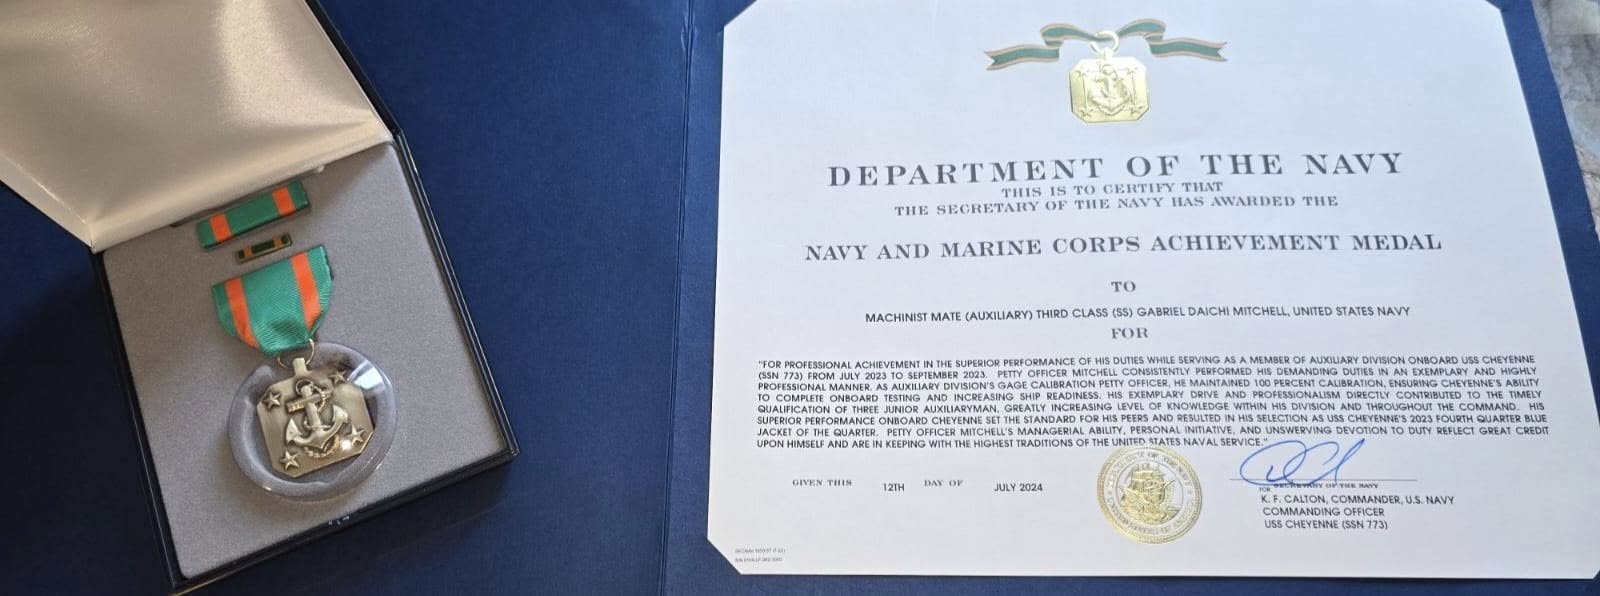 DEPARTMENT OF THE NAVY
THIS IS TO CERTIFY THAT
THE SECRETARY OF THE NAVY HAS AWARDED THE
NAVY AND MARINE CORPS ACHIEVEMENT MEDAL
TO
MACHINIST MATE (AUXILIARY) THIRD CLASS (SS) GABRIEL DAICHI MITCHELL, UNITED STATES NAVY
FOR
"FOR PROFESSIONAL ACHIEVEMENT IN THE SUPERIOR PERFORMANCE OF HIS DUTIES WHILE SERVING AS A MEMBER OF AUXILIARY DIVISION ONBOARD USS CHEYENNE
(SSN 773) FROM JULY 2023 TO SEPTEMBER 2023. PETTY OFFICER MITCHELL CONSISTENTLY PERFORMED HIS DEMANDING DUTIES IN AN EXEMPLARY AND HIGHLY
PROFESSIONAL MANNER. AS AUXILIARY DIVISION'S GAGE CALIBRATION PETTY OFFICER, HE MAINTAINED 100 PERCENT CALIBRATION, ENSURING CHEYENNE'S ABILITY
TO COMPLETE ONBOARD TESTING AND INCREASING SHIP READINESS. HIS EXEMPLARY DRIVE AND PROFESSIONALISM DIRECTLY CONTRIBUTED TO THE TIMELY
QUALIFICATION OF THREE JUNIOR AUXILIARYMAN, GREATLY INCREASING LEVEL OF KNOWLEDGE WITHIN HIS DIVISION AND THROUGHOUT THE COMMAND. HIS
SUPERIOR PERFORMANCE ONBOARD CHEYENNE SET THE STANDARD FOR HIS PEERS AND RESULTED IN HIS SELECTION AS USS CHEYENNE'S 2023 FOURTH QUARTER BLUE
JACKET OF THE QUARTER. PETTY OFFICER MITCHELL'S MANAGERIAL ABILITY, PERSONAL INITIATIVE, AND UNSWERVING DEVOTION TO DUTY REFLECT GREAT CREDIT
UPON HIMSELF AND ARE IN KEEPING WITH THE HIGHEST TRADITIONS OF THE UNITED STATES NAVAL SERVICE."
GIVEN THIS 12TH DAY OF JULY 2024
FOR SECRETARY OF THE NAVY
K. F. CALTON, COMMANDER, U.S. NAVY
COMMANDING OFFICER
USS CHEYENNE (SSN 773)